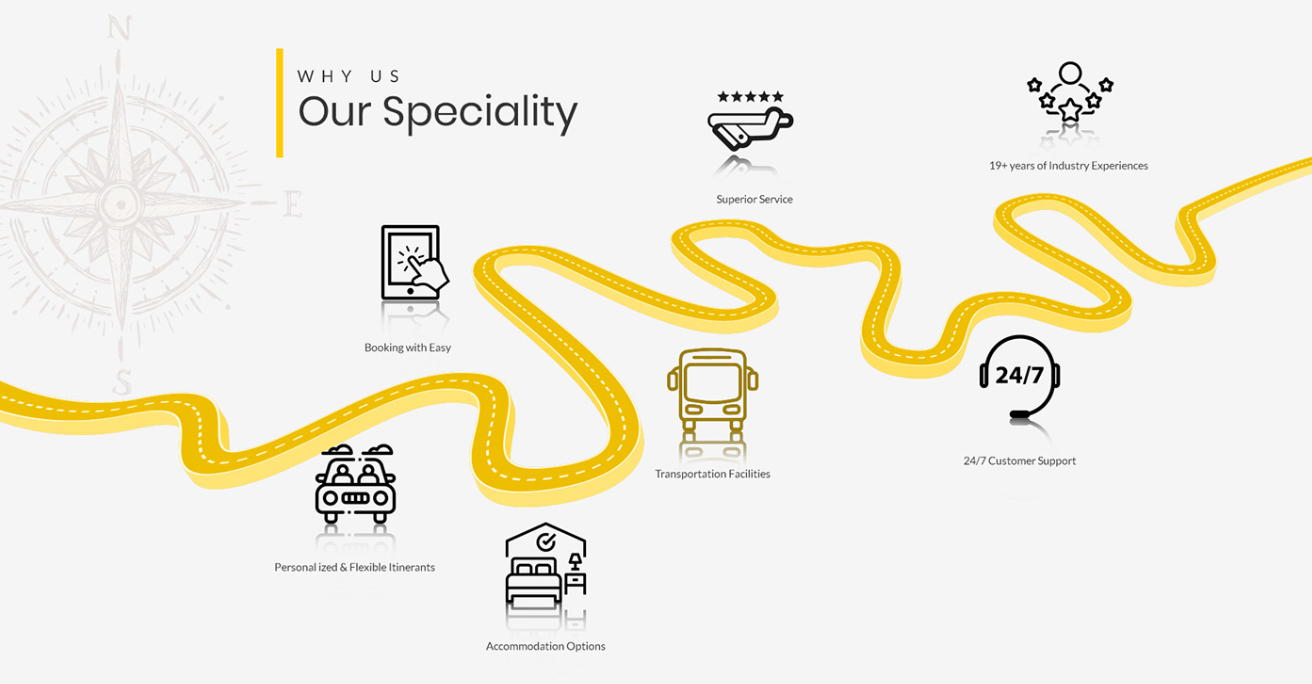 N
WHY US
Our Speciality
Superior Service
19+ years of Industry Experiences
E
Booking with Easy
S
24/7
Transportation Facilities
24/7 Customer Support
Personal ized & Flexible Itinerants
Accommodation Options